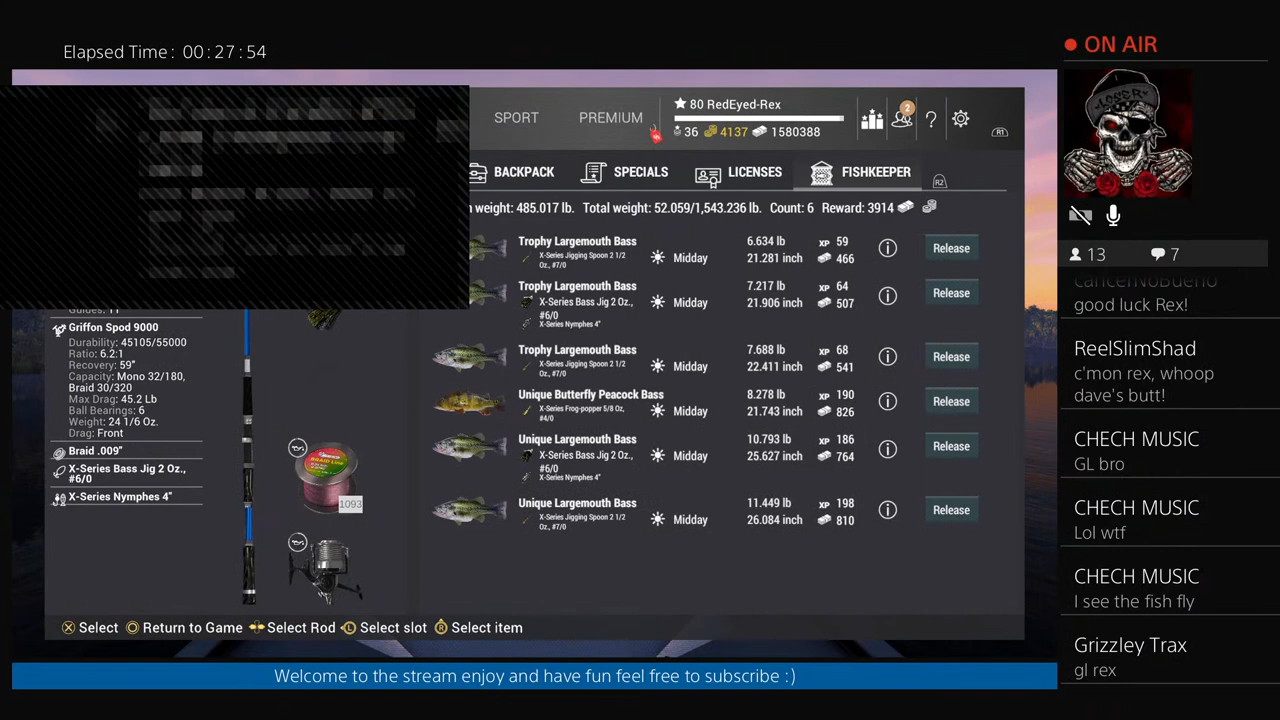 Elapsed Time: 00:27:54
ON AIR
SPORT
PREMIUM
80 RedEyed-Rex
36 4137 1580388
2
?
R1
BACKPACK
SPECIALS
LICENSES
FISHKEEPER
R2
weight: 485.017 lb. Total weight: 52.059/1,543.236 lb. Count: 6 Reward: 3914
Trophy Largemouth Bass
X-Series Jigging Spoon 2 1/2
Oz., #7/0
Midday
6.634 lb
21.281 inch
XP 59
466
Release
Trophy Largemouth Bass
X-Series Bass Jig 2 Oz.,
#6/0
X-Series Nymphes 4"
Midday
7.217 lb
21.906 inch
XP 64
507
Release
Trophy Largemouth Bass
X-Series Jigging Spoon 2 1/2
Oz., #7/0
Midday
7.688 lb
22.411 inch
XP 68
541
Release
Unique Butterfly Peacock Bass
X-Series Frog-popper 5/8 Oz,
#4/0
Midday
8.278 lb
21.743 inch
XP 190
826
Release
Unique Largemouth Bass
X-Series Bass Jig 2 Oz.,
#6/0
X-Series Nymphes 4"
Midday
10.793 lb
25.627 inch
XP 186
764
Release
Unique Largemouth Bass
X-Series Jigging Spoon 2 1/2
Oz., #7/0
Midday
11.449 lb
26.084 inch
XP 198
810
Release
Guides: 11
Griffon Spod 9000
Durability: 45105/55000
Ratio: 6.2:1
Recovery: 59"
Capacity: Mono 32/180,
Braid 30/320
Max Drag: 45.2 Lb
Ball Bearings: 6
Weight: 24 1/6 Oz.
Drag: Front
Braid .009"
X-Series Bass Jig 2 Oz.,
#6/0
X-Series Nymphes 4"
1093
Select
Return to Game
Select Rod
Select slot
Select item
Welcome to the stream enjoy and have fun feel free to subscribe :)
LOSER
13
7
CancerNoBueno
good luck Rex!
ReelSlimShad
c'mon rex, whoop
dave's butt!
CHECH MUSIC
GL bro
CHECH MUSIC
Lol wtf
CHECH MUSIC
I see the fish fly
Grizzley Trax
gl rex